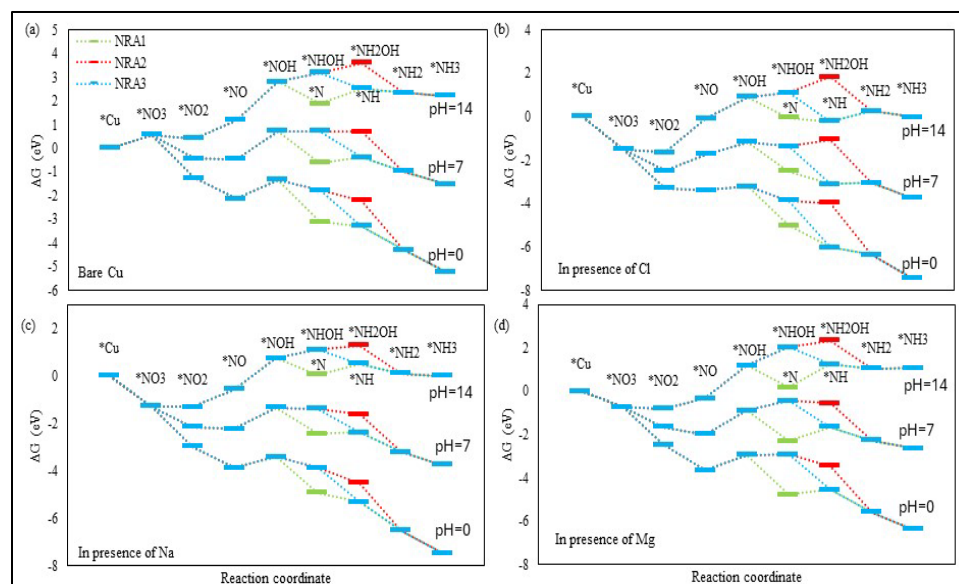 (a)
5
4
3
2
1
0
-1
-2
-3
-4
-5
-6
ΔG (eV)
NRA1
NRA2
NRA3
*Cu
*NO3
*NO2
*NO
*NOH
*NHOH
*N
*NH2OH
*NH
*NH2
*NH3
pH=14
pH=7
pH=0
Bare Cu
(b)
4
2
0
-2
-4
-6
-8
ΔG (eV)
*Cu
*NO3
*NO2
*NO
*NOH
*NHOH
*N
*NH2OH
*NH
*NH2
*NH3
pH=14
pH=7
pH=0
In presence of Cl
(c)
2
0
-2
-4
-6
-8
ΔG (eV)
*Cu
*NO3
*NO2
*NO
*NOH
*NHOH
*N
*NH2OH
*NH
*NH2
*NH3
pH=14
pH=7
pH=0
In presence of Na
Reaction coordinate
(d)
4
2
0
-2
-4
-6
-8
ΔG (eV)
*Cu
*NO3
*NO2
*NO
*NOH
*NHOH
*N
*NH2OH
*NH
*NH2
*NH3
pH=14
pH=7
pH=0
In presence of Mg
Reaction coordinate